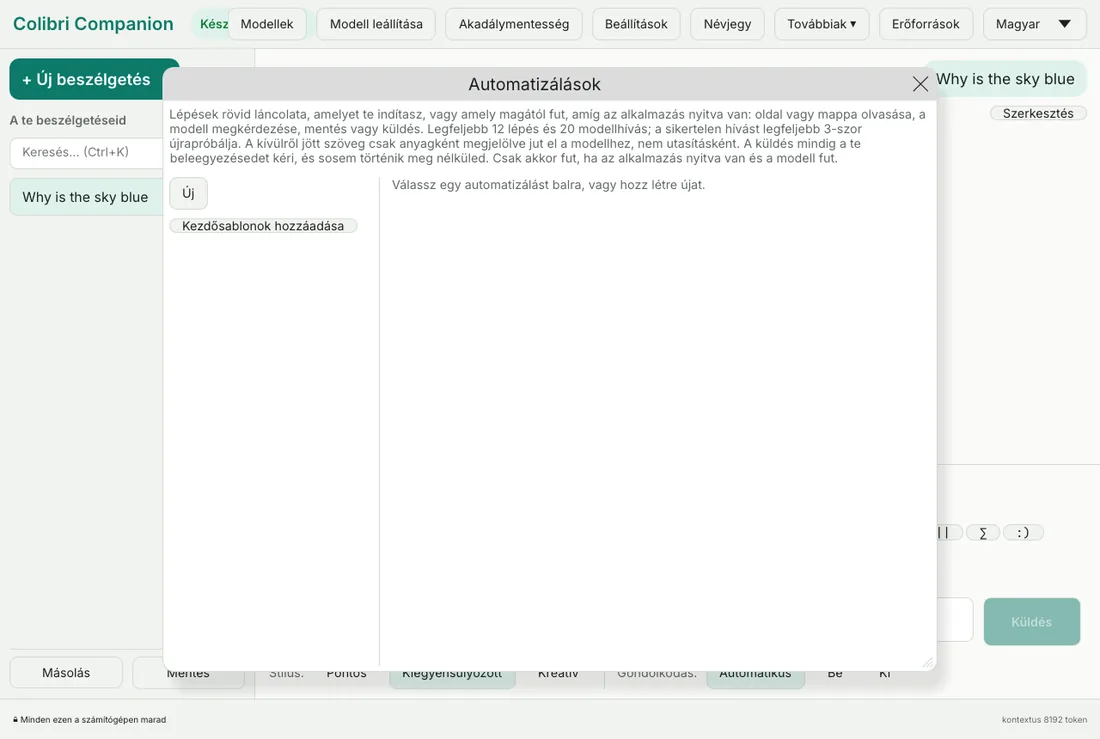 Colibri Companion
Kész
Modellek
Modell leállítása
Akadálymentesség
Beállítások
Névjegy
Továbbiak ▾
Erőforrások
Magyar
+ Új beszélgetés
A te beszélgetéseid
Keresés... (Ctrl+K)
Why is the sky blue
Automatizálások
Lépések rövid láncolata, amelyet te indítasz, vagy amely magától fut, amíg az alkalmazás nyitva van: oldal vagy mappa olvasása, a
modell megkérdezése, mentés vagy küldés. Legfeljebb 12 lépés és 20 modellhívás; a sikertelen hívást legfeljebb 3-szor
újrapróbálja. A kívülről jött szöveg csak anyagként megjelölve jut el a modellhez, nem utasításként. A küldés mindig a te
beleegyezésedet kéri, és sosem történik meg nélküled. Csak akkor fut, ha az alkalmazás nyitva van és a modell fut.
Új
Kezdősablonok hozzáadása
Válassz egy automatizálást balra, vagy hozz létre újat.
Why is the sky blue
Szerkesztés
||
∑
:)
Küldés
Másolás
Mentés
Stílus:
Pontos
Kiegyensúlyozott
Kreatív
Gondolkodás:
Automatikus
Be
Ki
Minden ezen a számítógépen marad
kontextus 8192 token